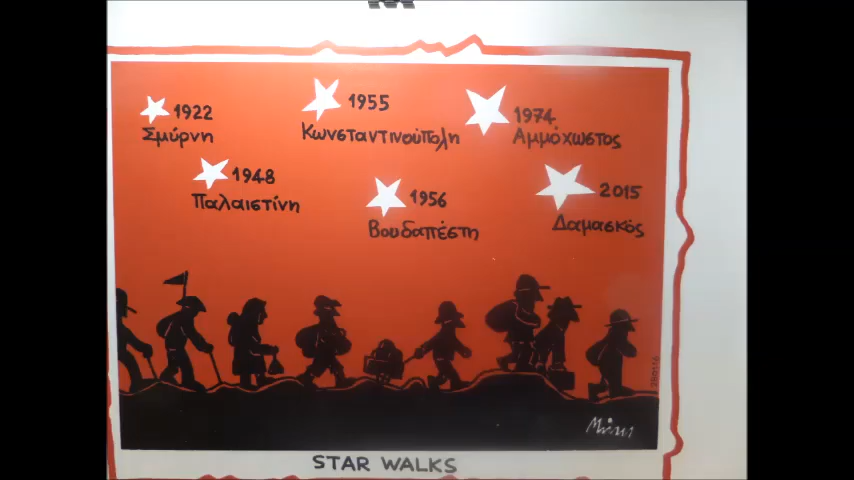 1922
Σμύρνη
1955
Κωνσταντινούπολη
1974
Αμμόχωστος
1948
Παλαιστίνη
1956
Βουδαπέστη
2015
Δαμασκός
STAR WALKS